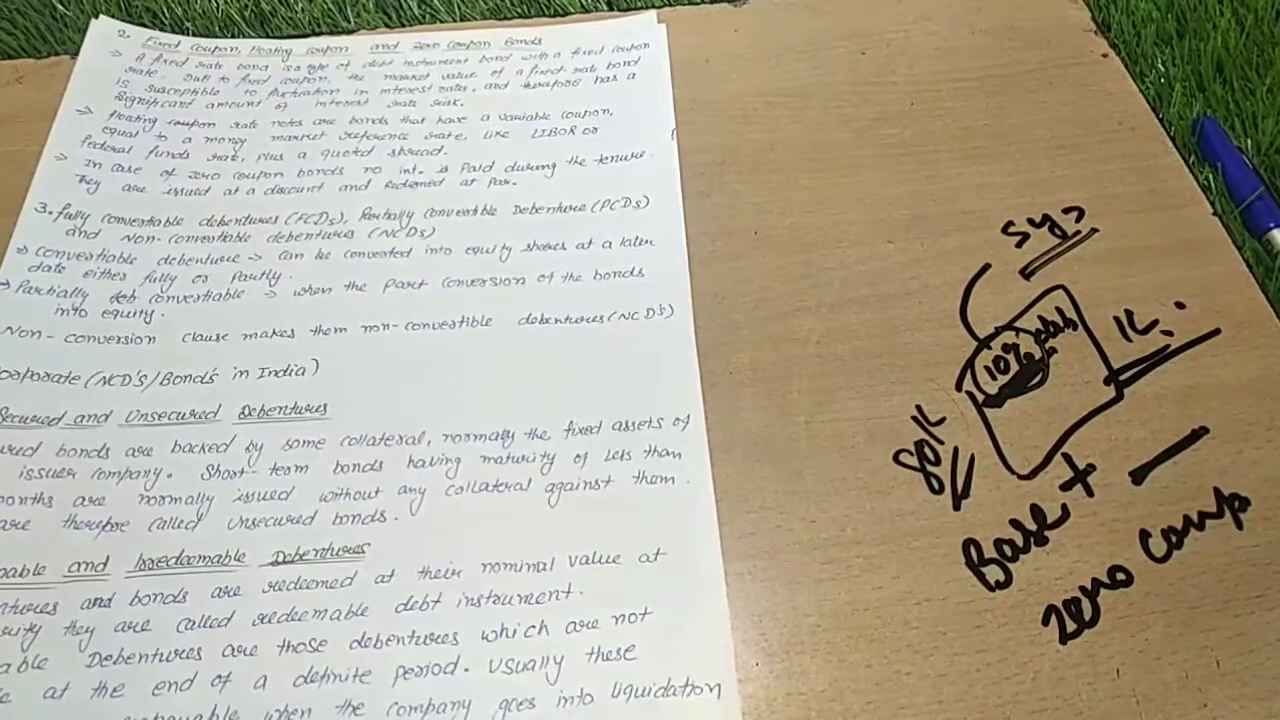 2. Fixed Coupon, floating coupon and zero Coupon Bonds
→ A fixed rate bond is a type of debt instrument bond with a fixed coupon
rate. Due to fixed coupon, the market value of a fixed-rate bond
is susceptible to fluctuation in interest rates, and therefore has a
significant amount of interest rate risk.
→ floating coupon rate notes are bonds that have a variable coupon,
equal to a money market reference rate, like LIBOR or
federal funds rate, plus a quoted spread.
→ In case of zero coupon bonds no int. is Paid during the tenure.
They are issued at a discount and Redeemed at Par.
3. fully convertiable debentures (FCDs), Partially convertible Debenture (PCDs)
and Non-convertiable debentures (NCDs)
→ convertiable debenture → can be converted into equity shares at a later
date either fully or Partly.
→ Partially deb convertiable → when the Part conversion of the bonds
into equity.
Non-conversion clause makes them non-convertible debentures (NCD's)
orporate (NCD's/Bond's in India)
Secured and Unsecured Debentures
ured bonds are backed by some collateral, normally the fixed assets of
issuer company. Short-team bonds having maturity of Less than
months are normally issued without any collateral against them.
are therefore called Unsecured bonds.
able and Irredeemable Debentures
ntures and bonds are redeemed at their nominal value at
urity they are called redeemable debt instrument.
able Debentures are those debentures which are not
at the end of a definite period. Usually these
when the company goes into liquidation
5y
10%
1k.
80k
Base +
zero coup